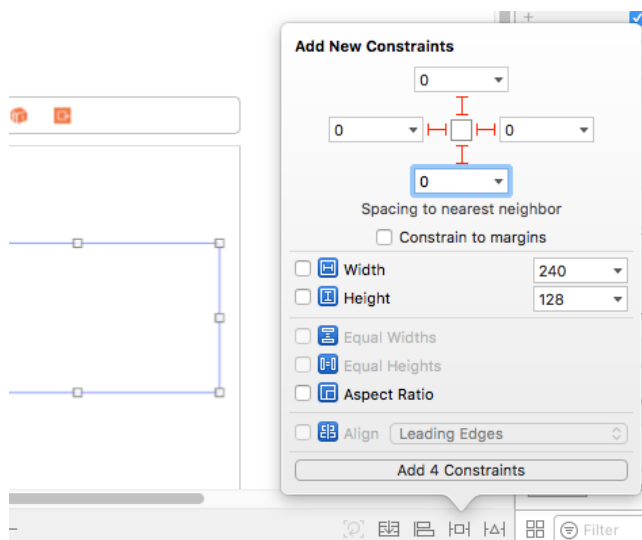 Add New Constraints
0
0
0
0
Spacing to nearest neighbor
Constrain to margins
Width
240
Height
128
Equal Widths
Equal Heights
Aspect Ratio
Align
Leading Edges
Add 4 Constraints
Filter